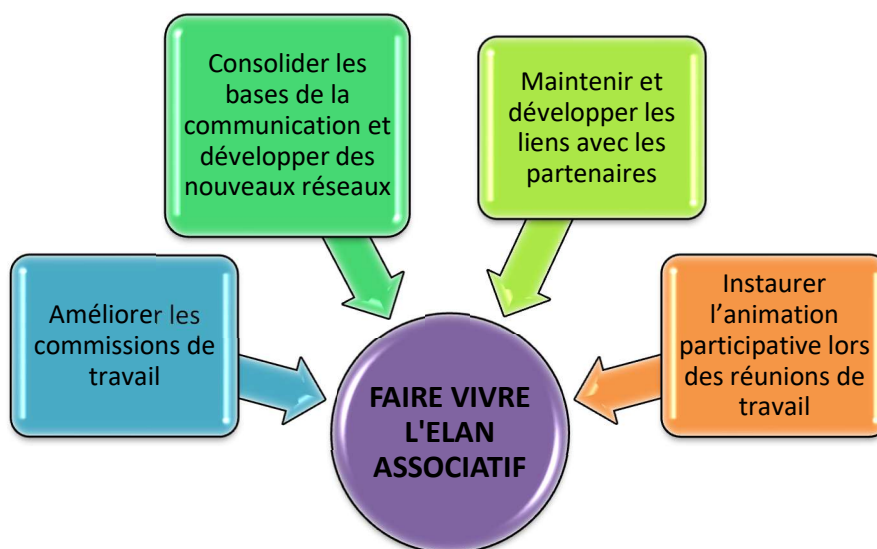 Consolider les
bases de la
communication et
développer des
nouveaux réseaux
Maintenir et
développer les
liens avec les
partenaires
Améliorer les
commissions de
travail
Instaurer
l’animation
participative lors
des réunions de
travail
FAIRE VIVRE
L'ELAN
ASSOCIATIF